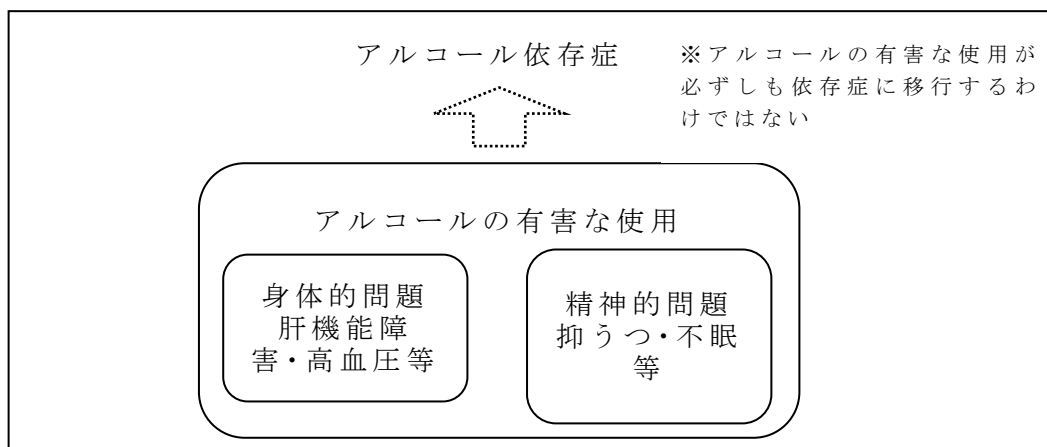 アルコール依存症
※アルコールの有害な使用が
必ずしも依存症に移行するわ
けではない
アルコールの有害な使用
身体的問題
肝機能障
害・高血圧等
精神的問題
抑うつ・不眠
等